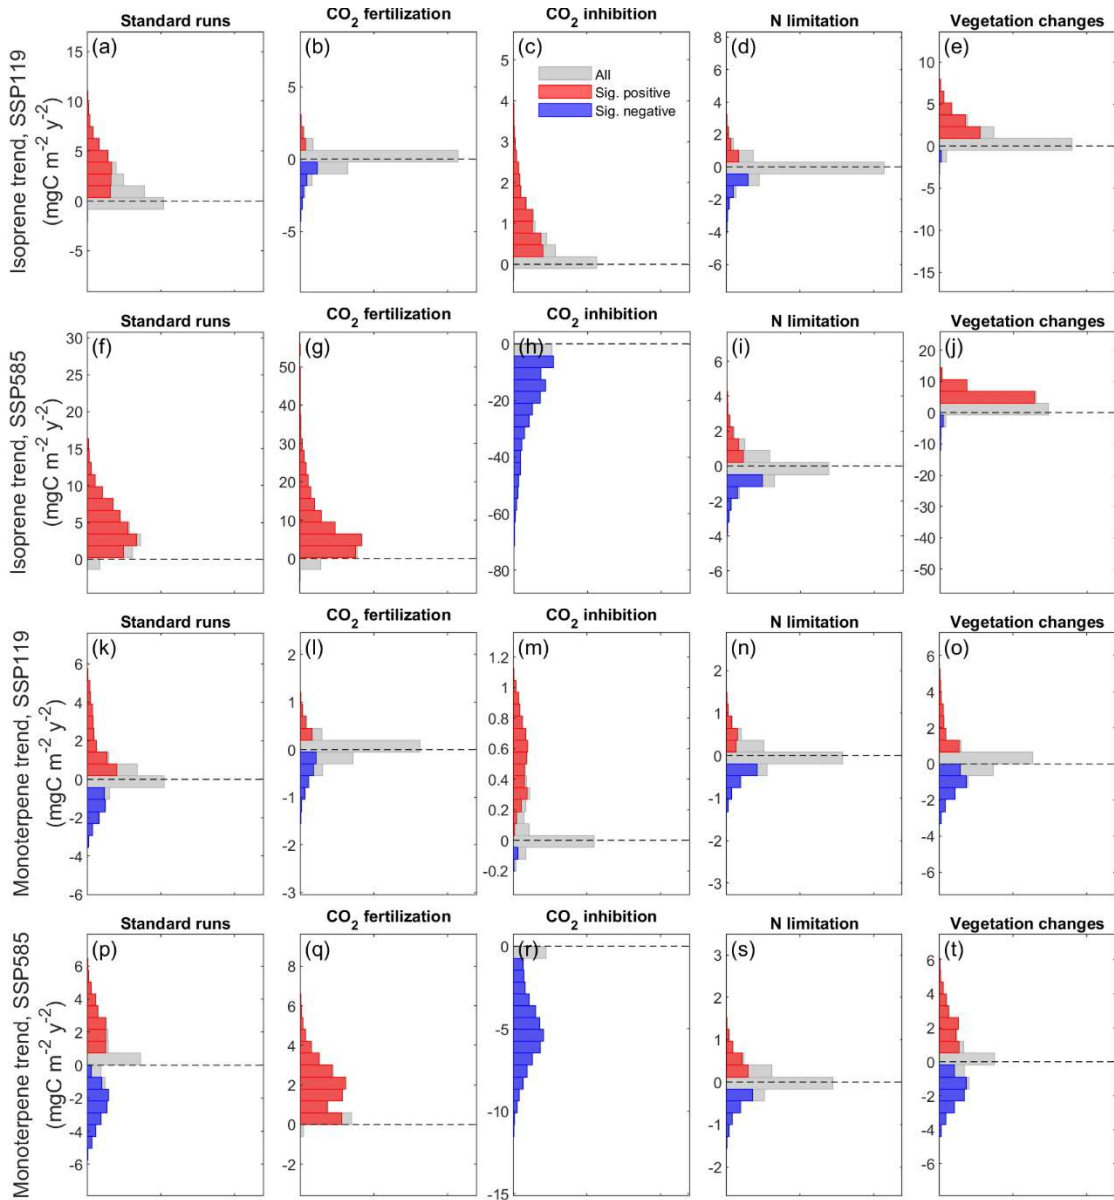 Standard runs
CO2 fertilization
CO2 inhibition
N limitation
Vegetation changes
Isoprene trend, SSP119
(mgC m-2 y-2)
(a)
15
10
5
0
-5
(b)
5
0
-5
(c)
5
4
3
2
1
0
All
Sig. positive
Sig. negative
(d)
8
6
4
2
0
-2
-4
-6
(e)
10
5
0
-5
-10
-15
Standard runs
CO2 fertilization
CO2 inhibition
N limitation
Vegetation changes
Isoprene trend, SSP585
(mgC m-2 y-2)
(f)
30
25
20
15
10
5
0
(g)
50
40
30
20
10
0
(h)
0
-20
-40
-60
-80
(i)
6
4
2
0
-2
-4
-6
(j)
20
10
0
-10
-20
-30
-40
-50
Standard runs
CO2 fertilization
CO2 inhibition
N limitation
Vegetation changes
Monoterpene trend, SSP119
(mgC m-2 y-2)
(k)
6
4
2
0
-2
-4
-6
(l)
2
1
0
-1
-2
-3
(m)
1.2
1
0.8
0.6
0.4
0.2
0
-0.2
(n)
2
1
0
-1
-2
-3
(o)
6
4
2
0
-2
-4
-6
Standard runs
CO2 fertilization
CO2 inhibition
N limitation
Vegetation changes
Monoterpene trend, SSP585
(mgC m-2 y-2)
(p)
6
4
2
0
-2
-4
-6
(q)
8
6
4
2
0
-2
(r)
0
-5
-10
-15
(s)
3
2
1
0
-1
-2
(t)
6
4
2
0
-2
-4
-6